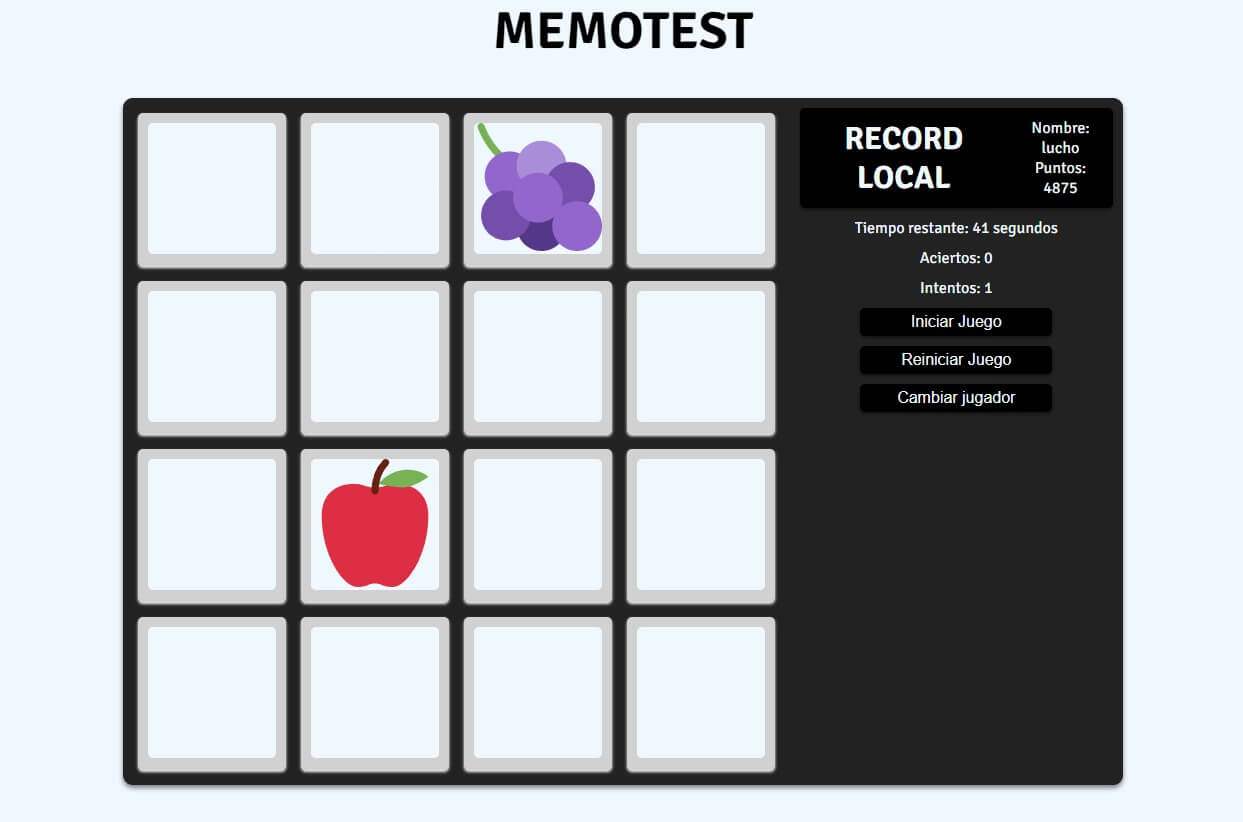 MEMOTEST
RECORD
LOCAL
Nombre:
lucho
Puntos:
4875
Tiempo restante: 41 segundos
Aciertos: 0
Intentos: 1
Iniciar Juego
Reiniciar Juego
Cambiar jugador